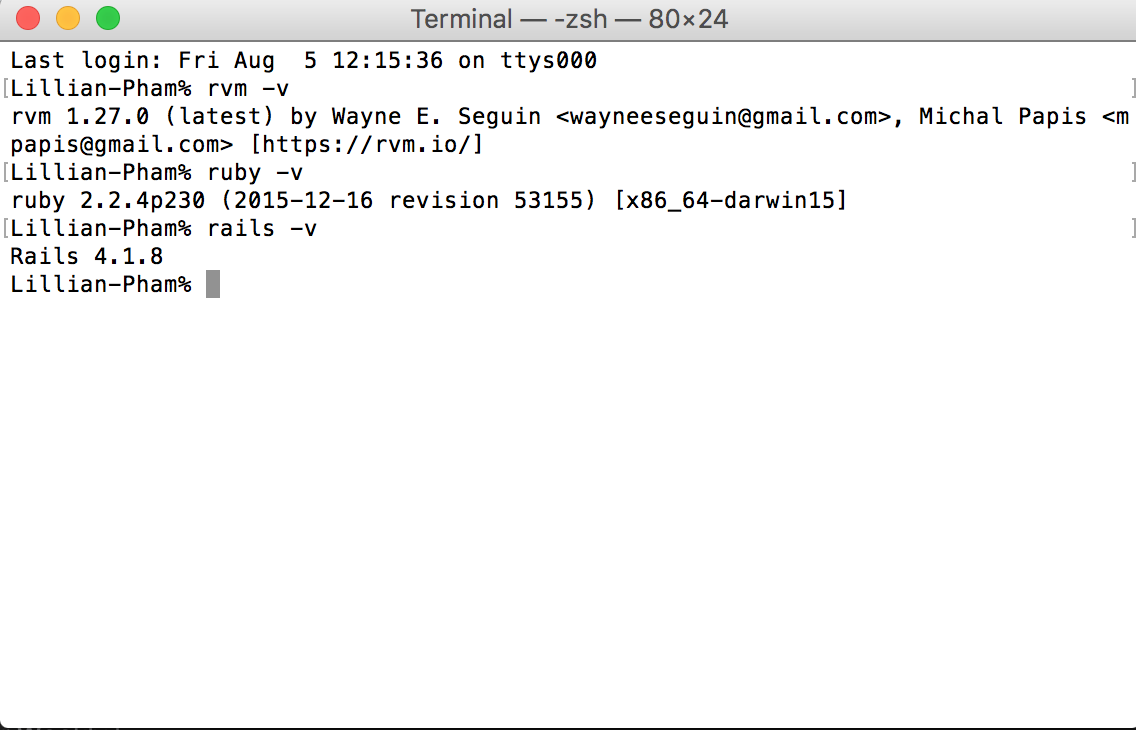 Terminal — -zsh — 80×24
Last login: Fri Aug  5 12:15:36 on ttys000
[Lillian-Pham% rvm -v ]
rvm 1.27.0 (latest) by Wayne E. Seguin <wayneeseguin@gmail.com>, Michal Papis <m
papis@gmail.com> [https://rvm.io/]
[Lillian-Pham% ruby -v ]
ruby 2.2.4p230 (2015-12-16 revision 53155) [x86_64-darwin15]
[Lillian-Pham% rails -v ]
Rails 4.1.8
Lillian-Pham%